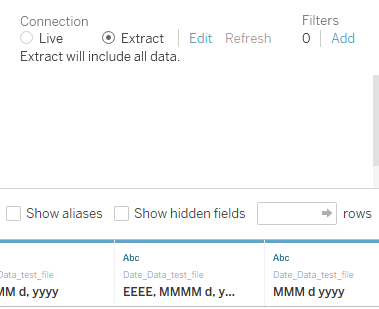 Connection
Filters
Live
Extract
Edit
Refresh
0
Add
Extract will include all data.
Show aliases
Show hidden fields
rows
Abc
Abc
Data_test_file
Date_Data_test_file
Date_Data_test_file
MM d, yyyy
EEEE, MMMM d, y...
MMM d yyyy